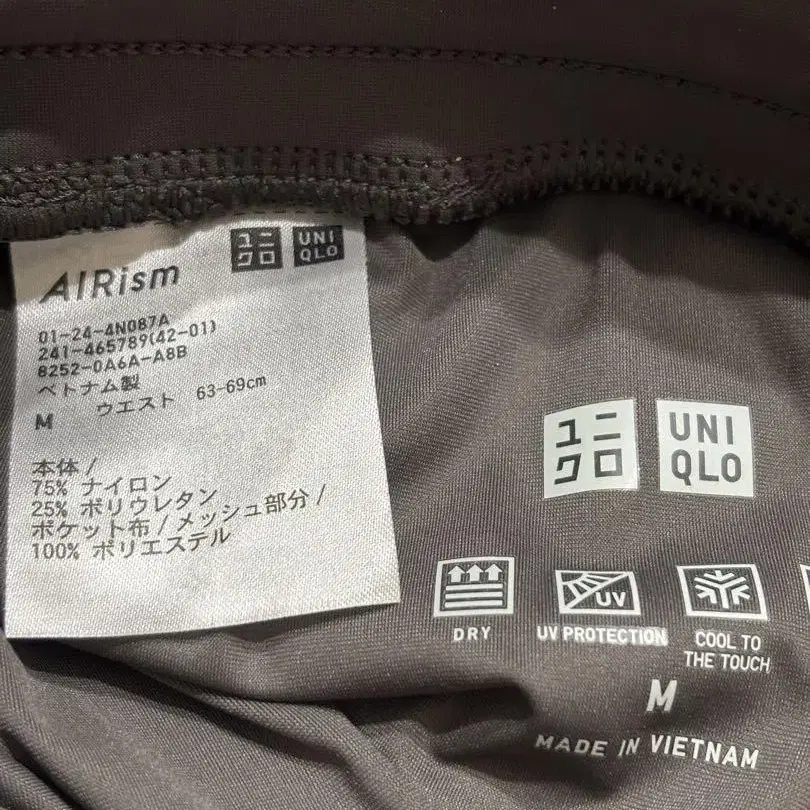 AIRism
ユニ
クロ
UNI
QLO
01-24-4N087A
241-465789(42-01)
8252-0A6A-A8B
ベトナム製
M ウエスト 63-69cm
本体/
75% ナイロン
25% ポリウレタン
ポケット布/メッシュ部分/
100% ポリエステル
ユニ
クロ
UNI
QLO
UV
DRY
UV PROTECTION
COOL TO
THE TOUCH
M
MADE IN VIETNAM